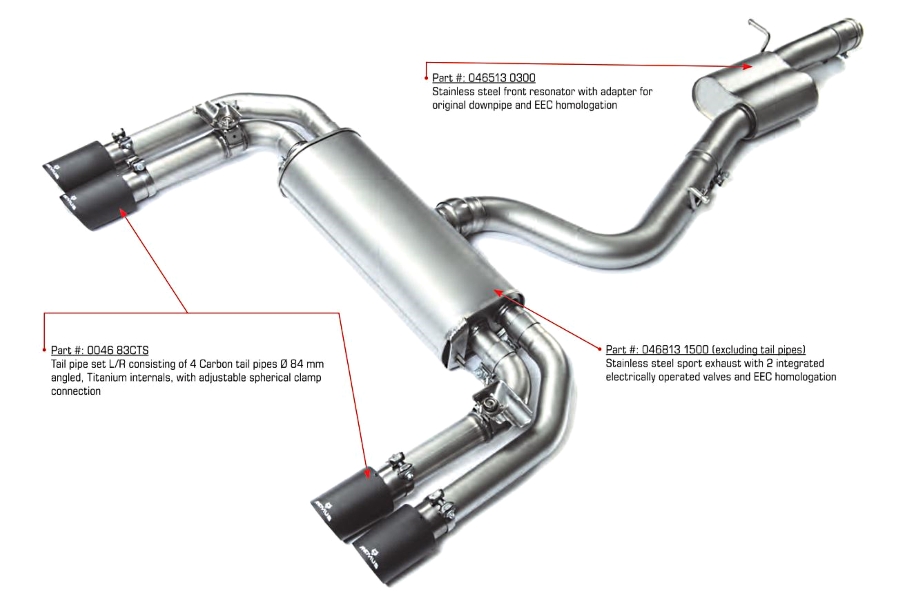 Part #: 046513 0300
Stainless steel front resonator with adapter for
original downpipe and EEC homologation
Part #: 0046 83CTS
Tail pipe set L/R consisting of 4 Carbon tail pipes Ø 84 mm
angled, Titanium internals, with adjustable spherical clamp
connection
Part #: 046813 1500 (excluding tail pipes)
Stainless steel sport exhaust with 2 integrated
electrically operated valves and EEC homologation
REMUS
REMUS